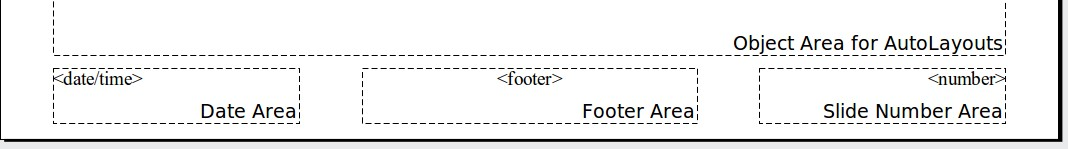 Object Area for AutoLayouts
<date/time>
<footer>
<number>
Date Area
Footer Area
Slide Number Area